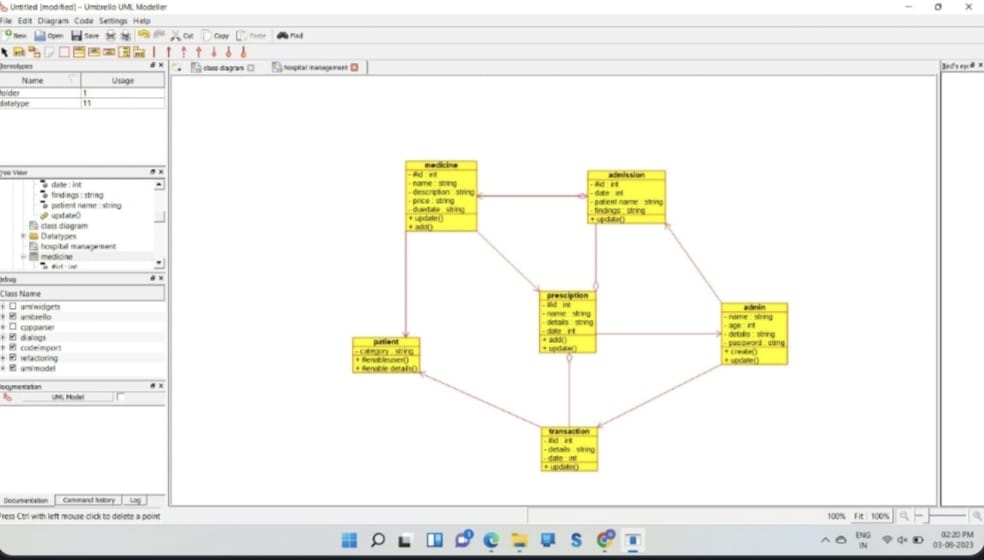 Untitled [modified] - Umbrello UML Modeller
File Edit Diagram Code Settings Help
New Open Save Cut Copy Paste Find
tereotypes
Name Usage
folder 1
datatype 11
class diagram hospital management
Bird's eye
ree View
date : int
findings : string
patient name : string
update()
class diagram
Datatypes
hospital management
medicine
#id : int
ebug
Class Name
umlwidgets
umbrello
cppparser
dialogs
codeimport
refactoring
umlmodel
ocumentation
UML Model
Documentation Command history Log
ress Ctrl with left mouse click to delete a point
medicine
- #id : int
- name : string
- description : string
- price : string
- duedate : string
+ update()
+ add()
admission
- #id : int
- date : int
- patient name : string
- findings : string
+ update()
presciption
- #id : int
- name : string
- details : string
- date : int
+ add()
+ update()
admin
- name : string
- age : int
- details : string
- password : string
+ create()
+ update()
patient
- category : string
+ #enableuser()
+ #enable details()
transaction
- #id : int
- details : string
- date : int
+ update()
100% Fit 100%
ENG
IN
02:20 PM
03-08-2023